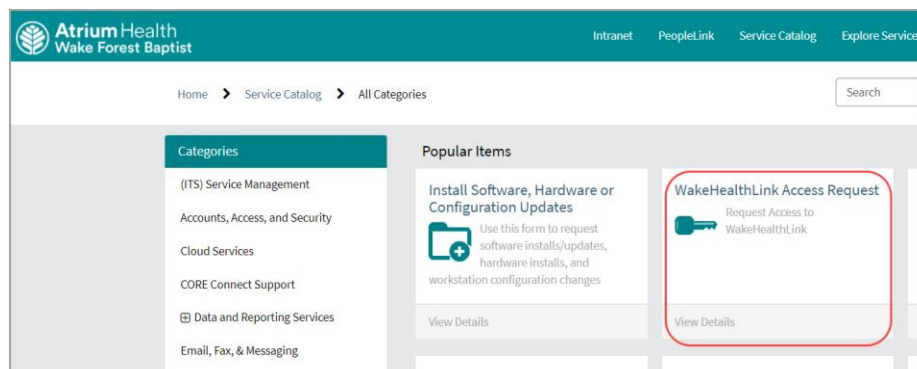 Atrium Health
Wake Forest Baptist
Intranet PeopleLink Service Catalog Explore Service
Home > Service Catalog > All Categories
Search
Categories
(ITS) Service Management
Accounts, Access, and Security
Cloud Services
CORE Connect Support
Data and Reporting Services
Email, Fax, & Messaging
Popular Items
Install Software, Hardware or
Configuration Updates
Use this form to request
software installs/updates,
hardware installs, and
workstation configuration changes
View Details
WakeHealthLink Access Request
Request Access to
WakeHealthLink
View Details